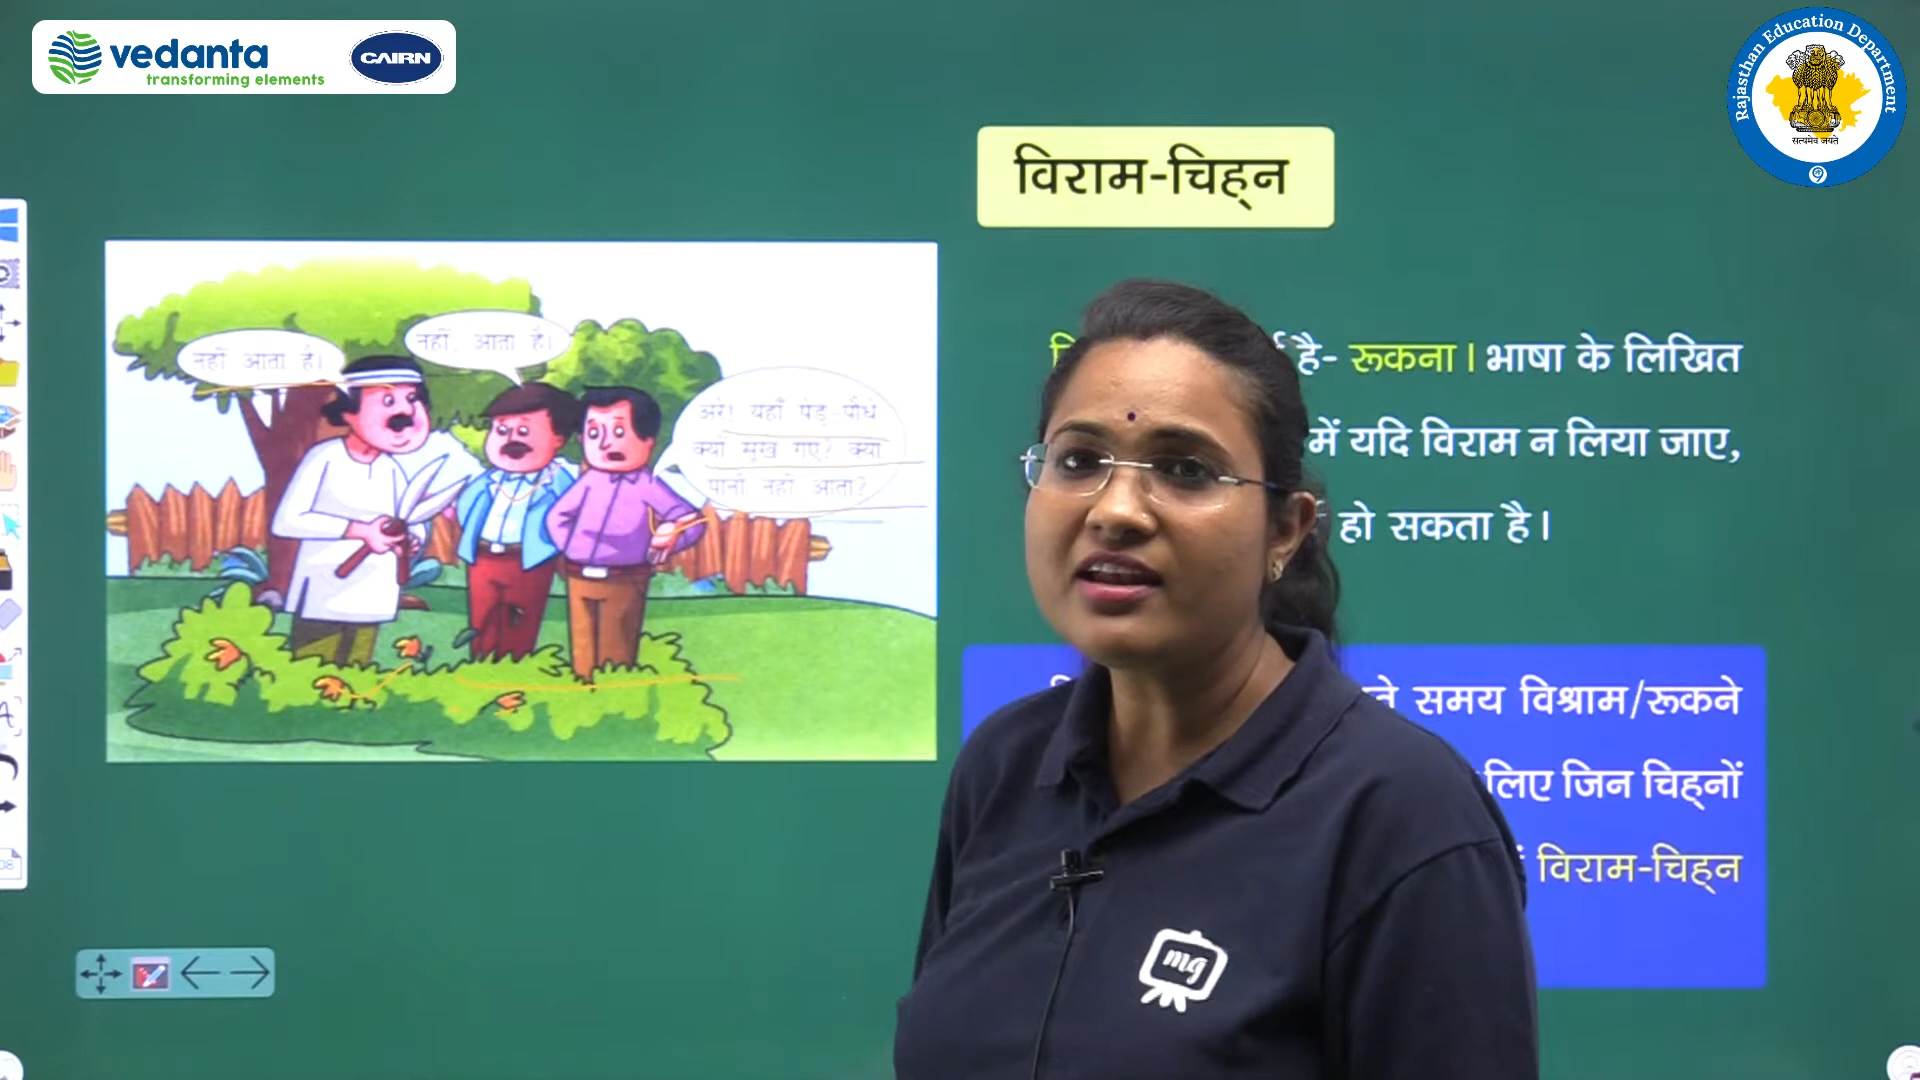 vedanta
transforming elements
CAIRN
Rajasthan Education Department
सत्यमेव जयते
विराम-चिह्न
नहीं आता है।
नहीं, आता है।
अरे! यहाँ पेड़-पौधे
क्यों सूख गए? क्या
पानी नहीं आता?
है- रूकना। भाषा के लिखित
में यदि विराम न लिया जाए,
हो सकता है।
समय विश्राम/रूकने
लिए जिन चिह्नों
विराम-चिह्न
mg